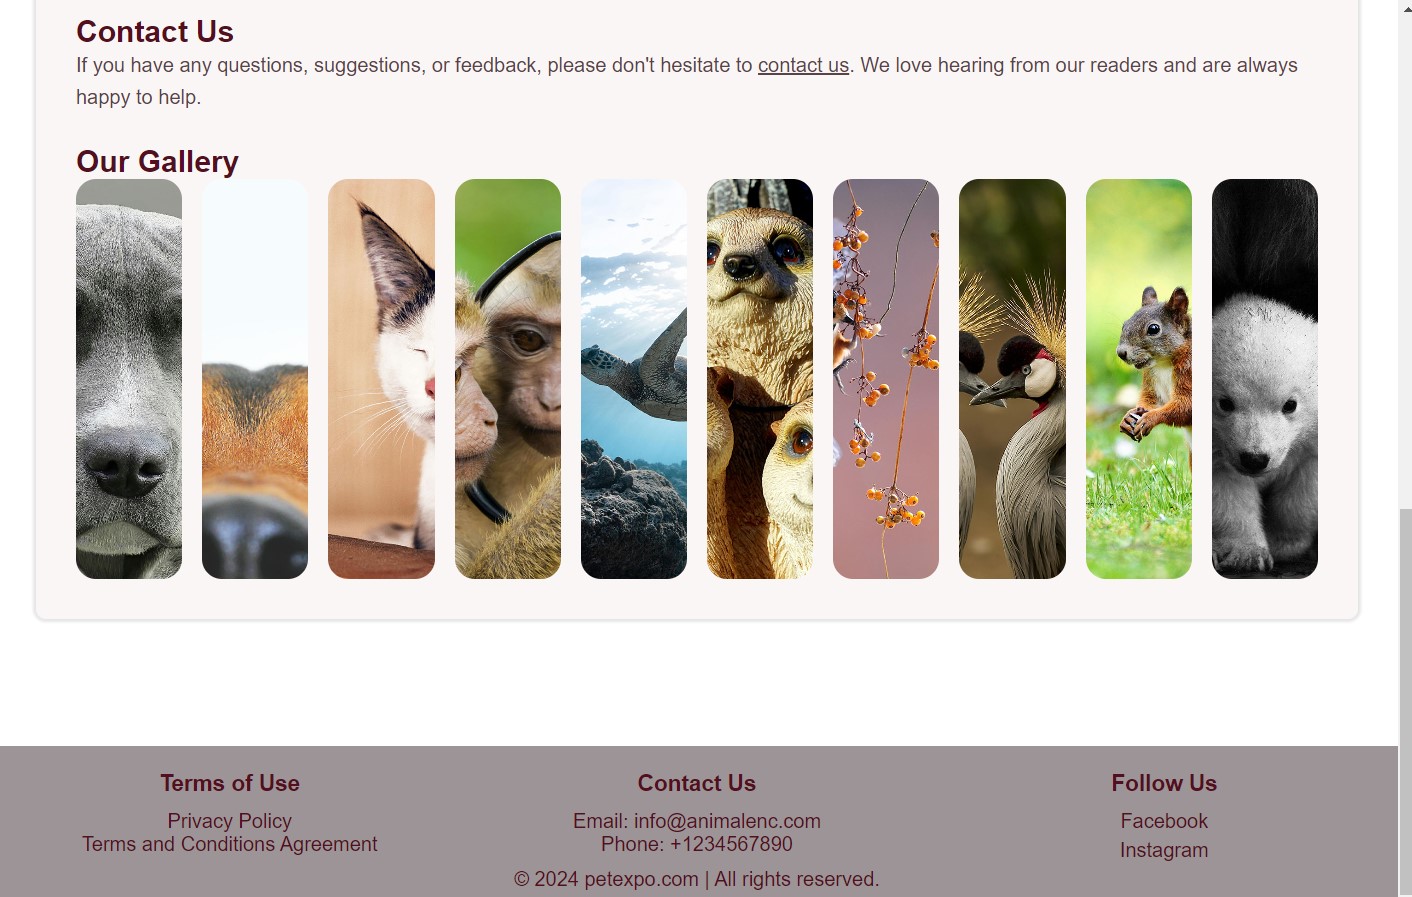 Contact Us
If you have any questions, suggestions, or feedback, please don't hesitate to contact us. We love hearing from our readers and are always
happy to help.
Our Gallery
Terms of Use
Privacy Policy
Terms and Conditions Agreement
Contact Us
Email: info@animalenc.com
Phone: +1234567890
Follow Us
Facebook
Instagram
© 2024 petexpo.com | All rights reserved.